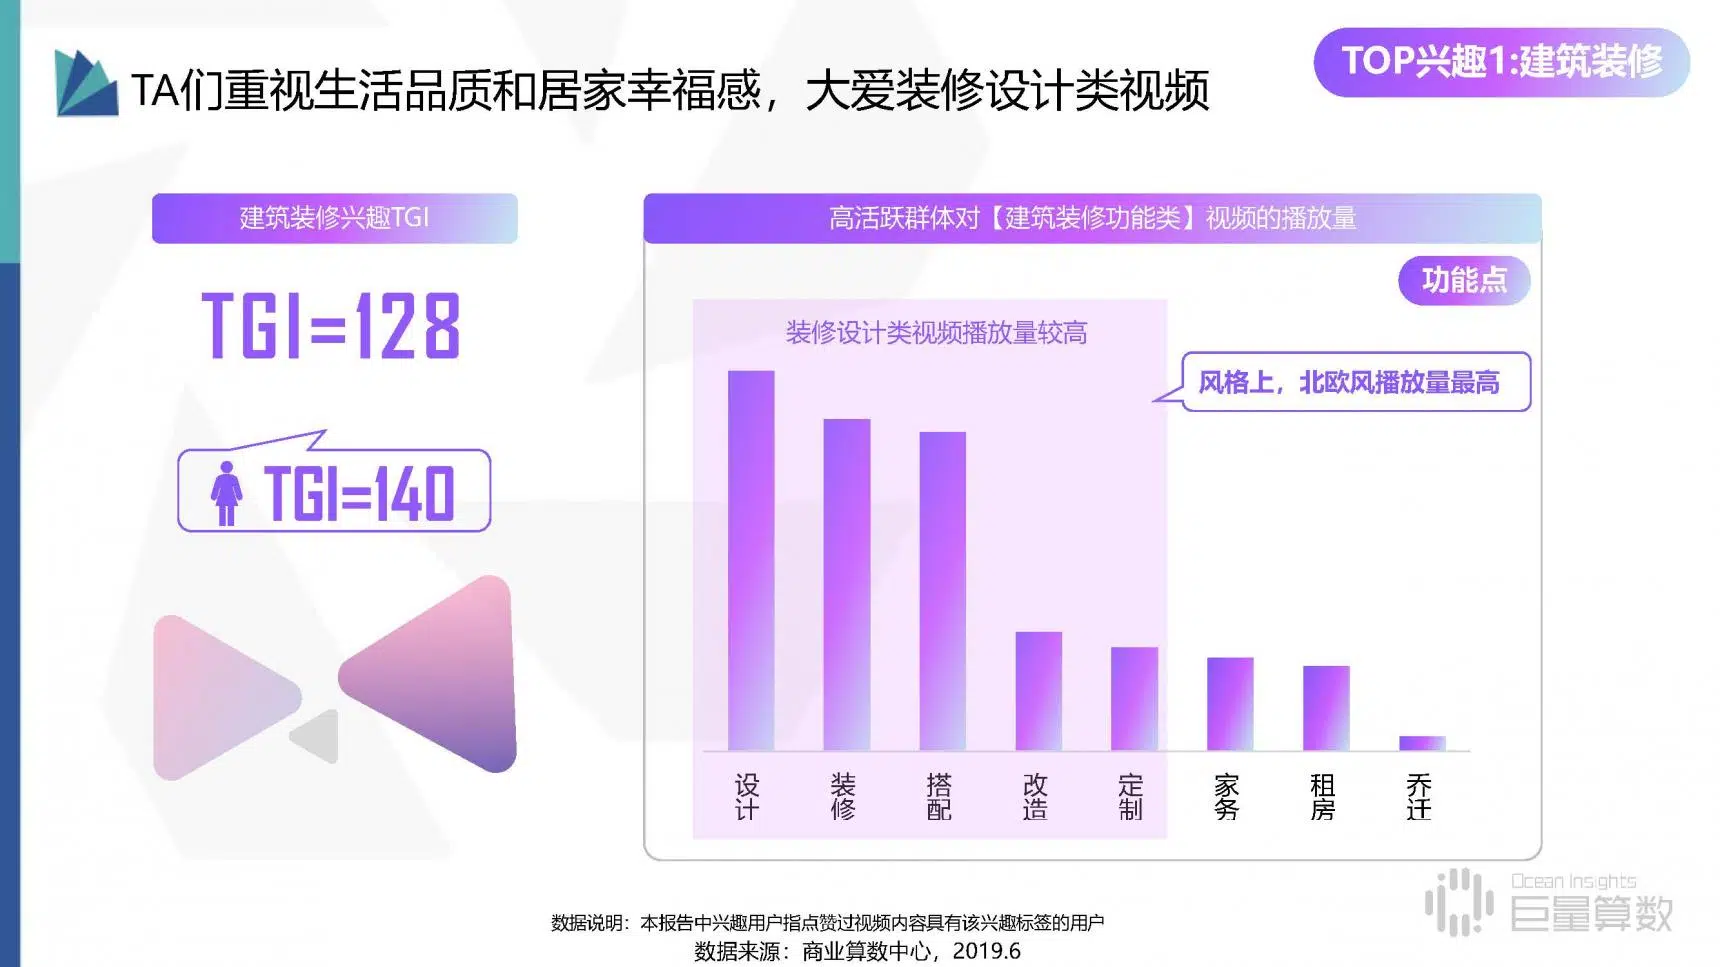 TA们重视生活品质和居家幸福感，大爱装修设计类视频
TOP兴趣1:建筑装修
建筑装修兴趣TGI
TGI=128
TGI=140
高活跃群体对【建筑装修功能类】视频的播放量
功能点
装修设计类视频播放量较高
风格上，北欧风播放量最高
设计
装修
搭配
改造
定制
家务
租房
乔迁
Ocean Insights
巨量算数
数据说明：本报告中兴趣用户指点赞过视频内容具有该兴趣标签的用户
数据来源：商业算数中心，2019.6